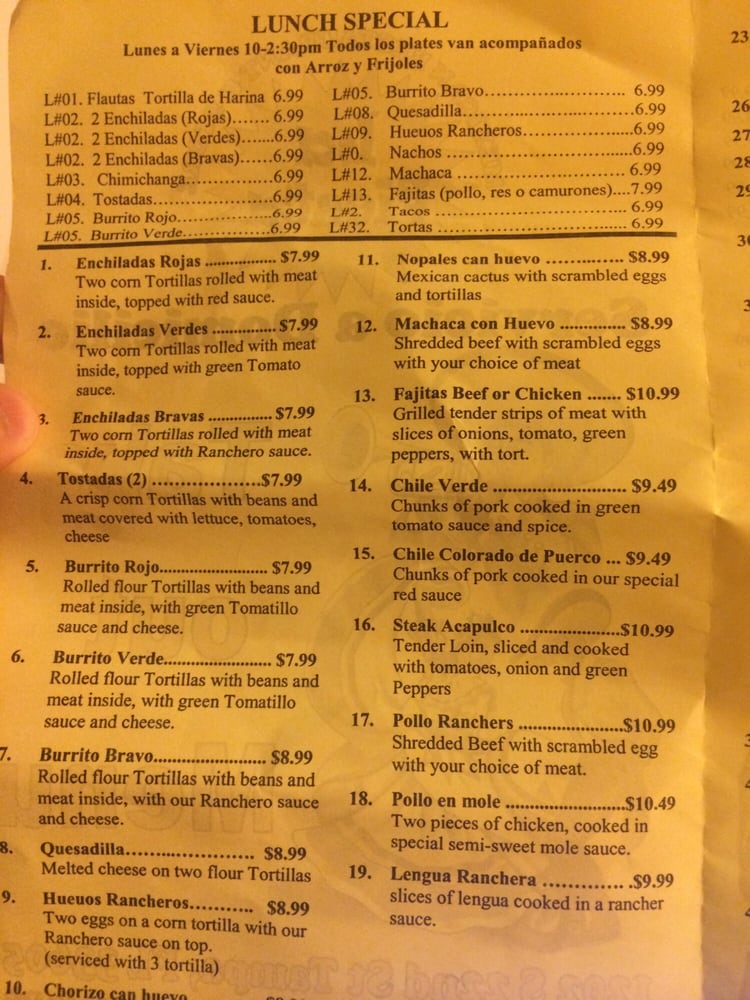 LUNCH SPECIAL
Lunes a Viernes 10-2:30pm Todos los plates van acompañados
con Arroz y Frijoles
L#01. Flautas Tortilla de Harina 6.99
L#02. 2 Enchiladas (Rojas)....... 6.99
L#02. 2 Enchiladas (Verdes).......6.99
L#02. 2 Enchiladas (Bravas)......6.99
L#03. Chimichanga....................6.99
L#04. Tostadas..........................6.99
L#05. Burrito Rojo......................6.99
L#05. Burrito Verde....................6.99
L#05. Burrito Bravo............................ 6.99
L#08. Quesadilla..................................6.99
L#09. Hueuos Rancheros......................6.99
L#0. Nachos .....................................6.99
L#12. Machaca ................................... 6.99
L#13. Fajitas (pollo, res o camurones)....7.99
L#2. Tacos ...................................... 6.99
L#32. Tortas ...................................... 6.99
1. Enchiladas Rojas ................. $7.99
Two corn Tortillas rolled with meat
inside, topped with red sauce.
2. Enchiladas Verdes ............... $7.99
Two corn Tortillas rolled with meat
inside, topped with green Tomato
sauce.
3. Enchiladas Bravas ............... $7.99
Two corn Tortillas rolled with meat
inside, topped with Ranchero sauce.
4. Tostadas (2) ...................$7.99
A crisp corn Tortillas with beans and
meat covered with lettuce, tomatoes,
cheese
5. Burrito Rojo......................... $7.99
Rolled flour Tortillas with beans and
meat inside, with green Tomatillo
sauce and cheese.
6. Burrito Verde......................... $7.99
Rolled flour Tortillas with beans and
meat inside, with green Tomatillo
sauce and cheese.
7. Burrito Bravo.......................... $8.99
Rolled flour Tortillas with beans and
meat inside, with our Ranchero sauce
and cheese.
8. Quesadilla....................... $8.99
Melted cheese on two flour Tortillas
9. Hueuos Rancheros.......... $8.99
Two eggs on a corn tortilla with our
Ranchero sauce on top.
(serviced with 3 tortilla)
10. Chorizo can huevo
11. Nopales can huevo ............. $8.99
Mexican cactus with scrambled eggs
and tortillas
12. Machaca con Huevo ............. $8.99
Shredded beef with scrambled eggs
with your choice of meat
13. Fajitas Beef or Chicken ....... $10.99
Grilled tender strips of meat with
slices of onions, tomato, green
peppers, with tort.
14. Chile Verde ........................... $9.49
Chunks of pork cooked in green
tomato sauce and spice.
15. Chile Colorado de Puerco ... $9.49
Chunks of pork cooked in our special
red sauce
16. Steak Acapulco .....................$10.99
Tender Loin, sliced and cooked
with tomatoes, onion and green
Peppers
17. Pollo Ranchers .....................$10.99
Shredded Beef with scrambled egg
with your choice of meat.
18. Pollo en mole ........................$10.49
Two pieces of chicken, cooked in
special semi-sweet mole sauce.
19. Lengua Ranchera ............. .$9.99
slices of lengua cooked in a rancher
sauce.
23
26
27
28
29